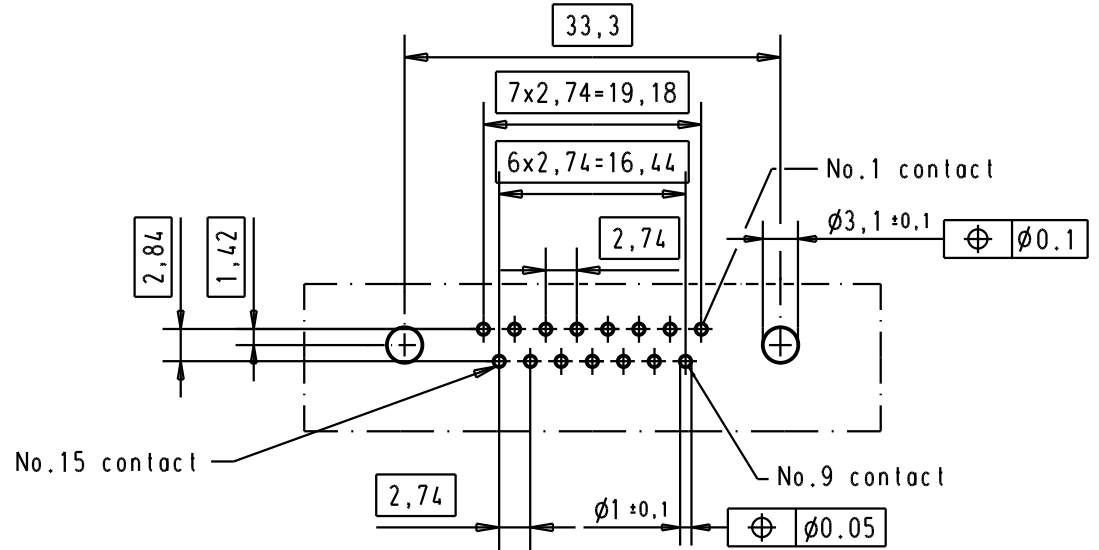 33,3
7x2,74=19,18
6x2,74=16,44
No.1 contact
2,84
1,42
2,74
Ø3,1 ±0,1
⌖ Ø0.1
No.15 contact
No.9 contact
2,74
Ø1 ±0,1
⌖ Ø0.05